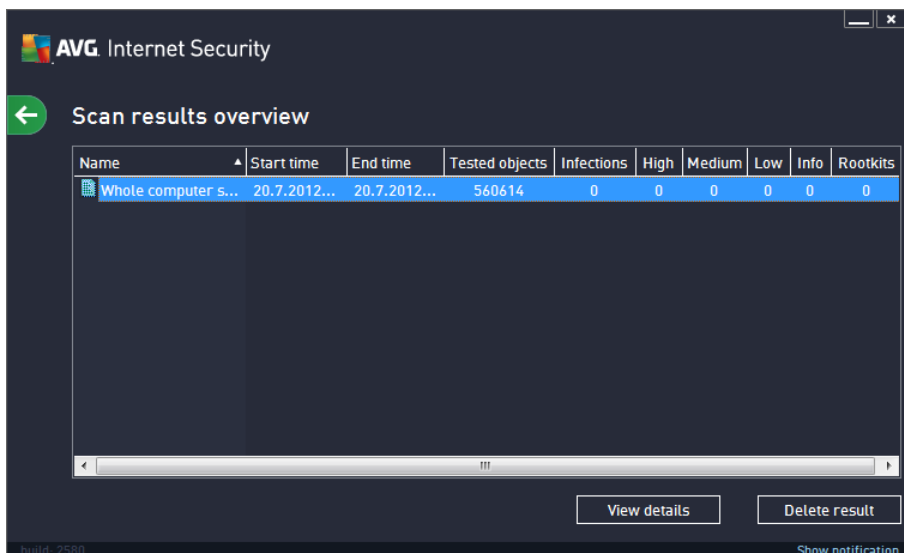 AVG. Internet Security
Scan results overview
Name Start time End time Tested objects Infections High Medium Low Info Rootkits
Whole computer s... 20.7.2012... 20.7.2012... 560614 0 0 0 0 0 0
View details Delete result
build: 2580 Show notification